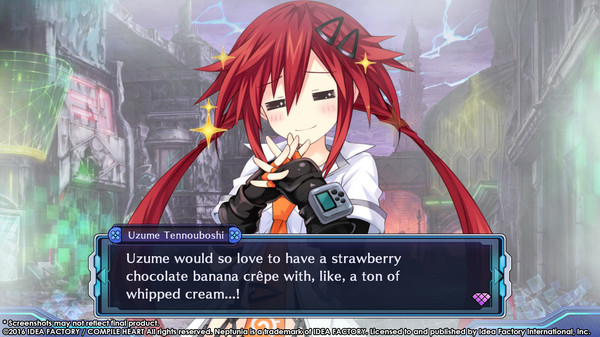 Uzume Tennouboshi
Uzume would so love to have a strawberry
chocolate banana crêpe with, like, a ton of
whipped cream...!
* Screenshots may not reflect final product.
©2016 IDEA FACTORY / COMPILE HEART All rights reserved. Neptunia is a trademark of IDEA FACTORY. Licensed to and published by Idea Factory International, Inc.